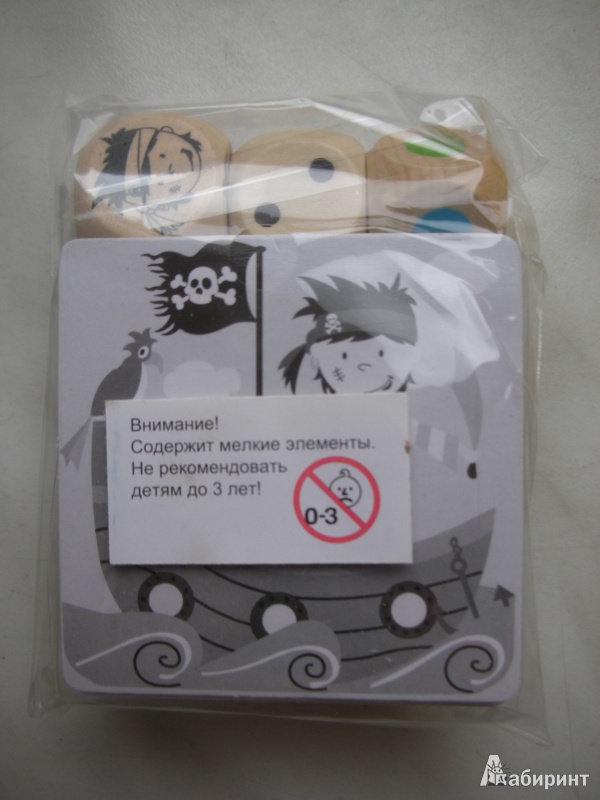 Внимание!
Содержит мелкие элементы.
Не рекомендовать
детям до 3 лет!
0-3
Лабиринт